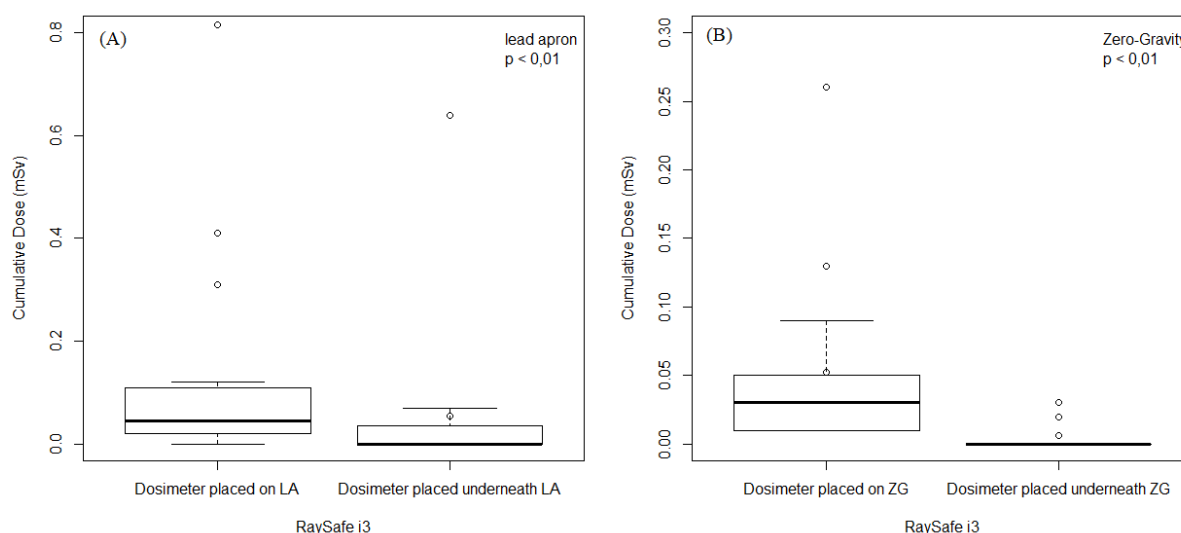 (A)
lead apron
p < 0,01
0.8
0.6
0.4
0.2
0.0
Cumulative Dose (mSv)
Dosimeter placed on LA
Dosimeter placed underneath LA
RaySafe i3
(B)
Zero-Gravity
p < 0,01
0.30
0.25
0.20
0.15
0.10
0.05
0.00
Cumulative Dose (mSv)
Dosimeter placed on ZG
Dosimeter placed underneath ZG
RaySafe i3